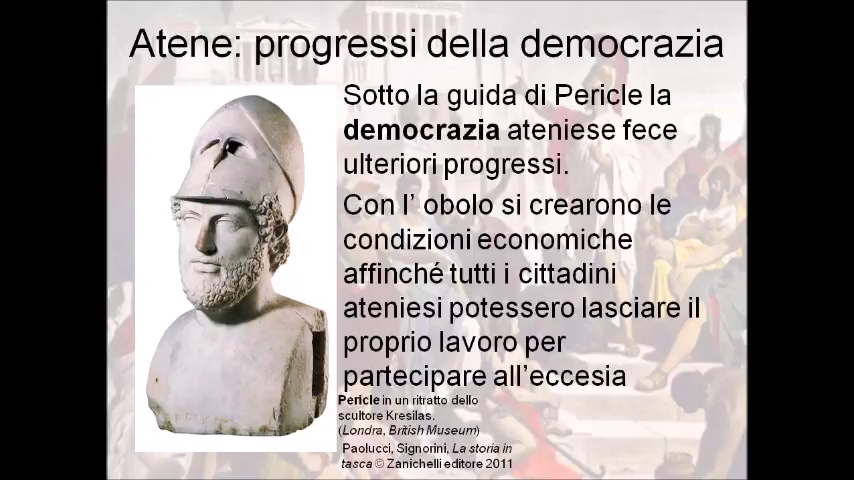 Atene: progressi della democrazia
Sotto la guida di Pericle la
democrazia ateniese fece
ulteriori progressi.
Con l’ obolo si crearono le
condizioni economiche
affinché tutti i cittadini
ateniesi potessero lasciare il
proprio lavoro per
partecipare all’eccesia
Pericle in un ritratto dello
scultore Kresilas.
(Londra, British Museum)
Paolucci, Signorini, La storia in
tasca © Zanichelli editore 2011